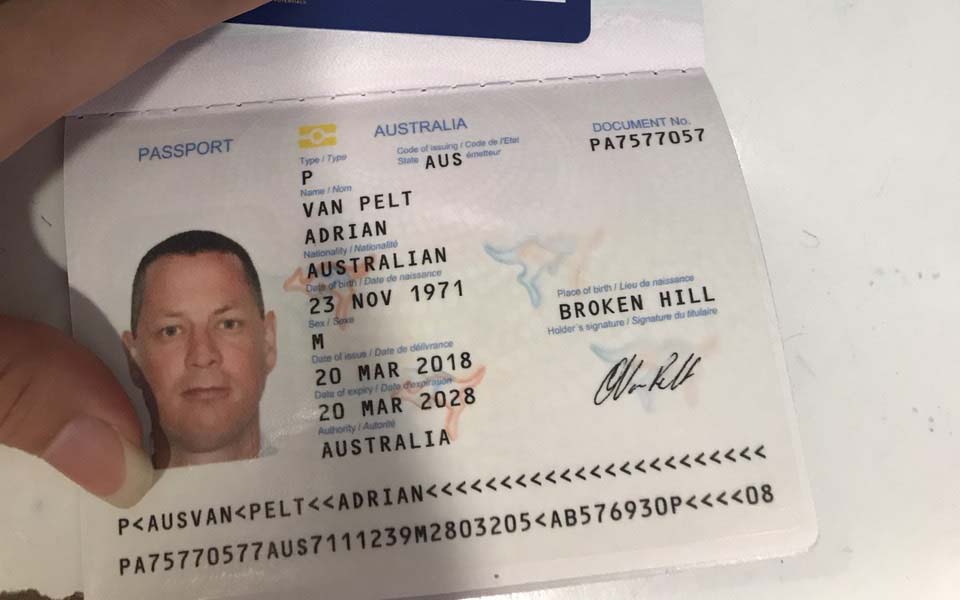 PASSPORT
AUSTRALIA
DOCUMENT No.
PA7577057
Type / Type
P
Code of issuing / Code de l'Etat
State AUS émetteur
Name / Nom
VAN PELT
ADRIAN
Nationality / Nationalité
AUSTRALIAN
Date of birth / Date de naissance
23 NOV 1971
Place of birth / Lieu de naissance
BROKEN HILL
Sex / Sexe
M
Holder's signature / Signature du titulaire
Date of issue / Date de délivrance
20 MAR 2018
Date of expiry / Date d'expiration
20 MAR 2028
Authority / Autorité
AUSTRALIA
P<AUSVAN<PELT<<ADRIAN<<<<<<<<<<<<<<<<<<<<<<<
PA75770577AUS7111239M2803205<AB576930P<<<<08